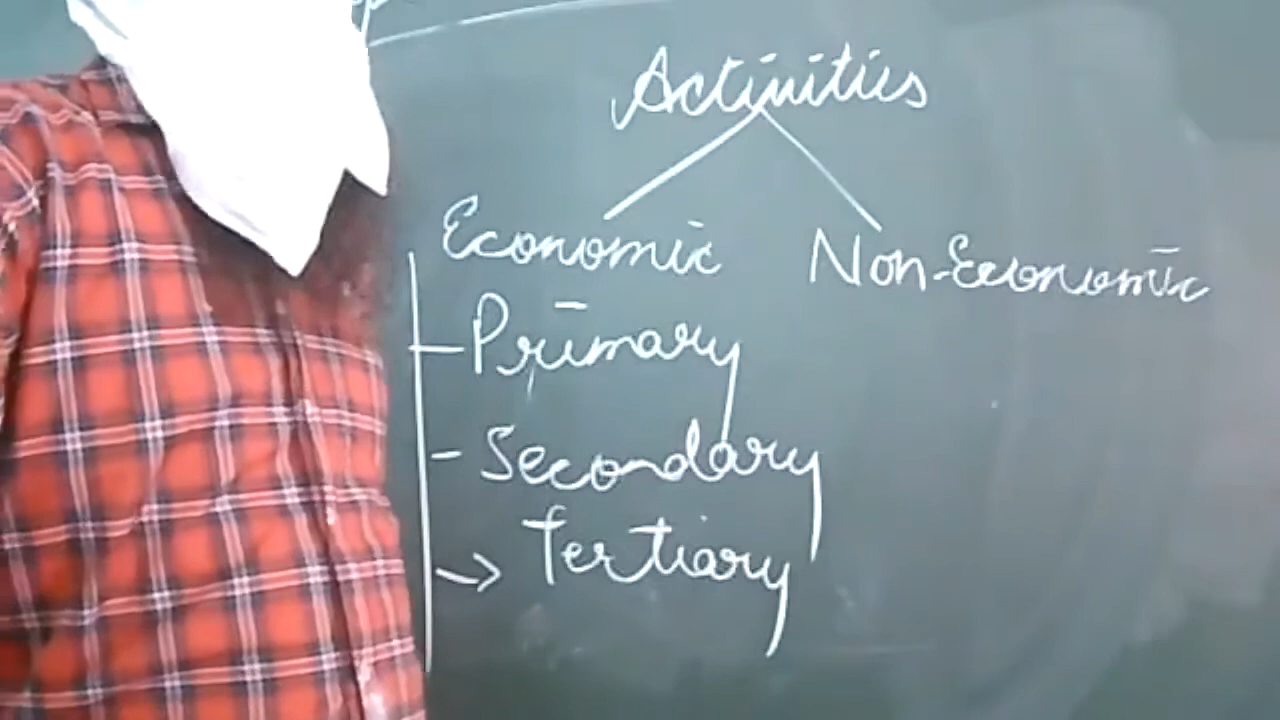 Activities
Economic Non-Economic
- Primary
- Secondary
→ Tertiary